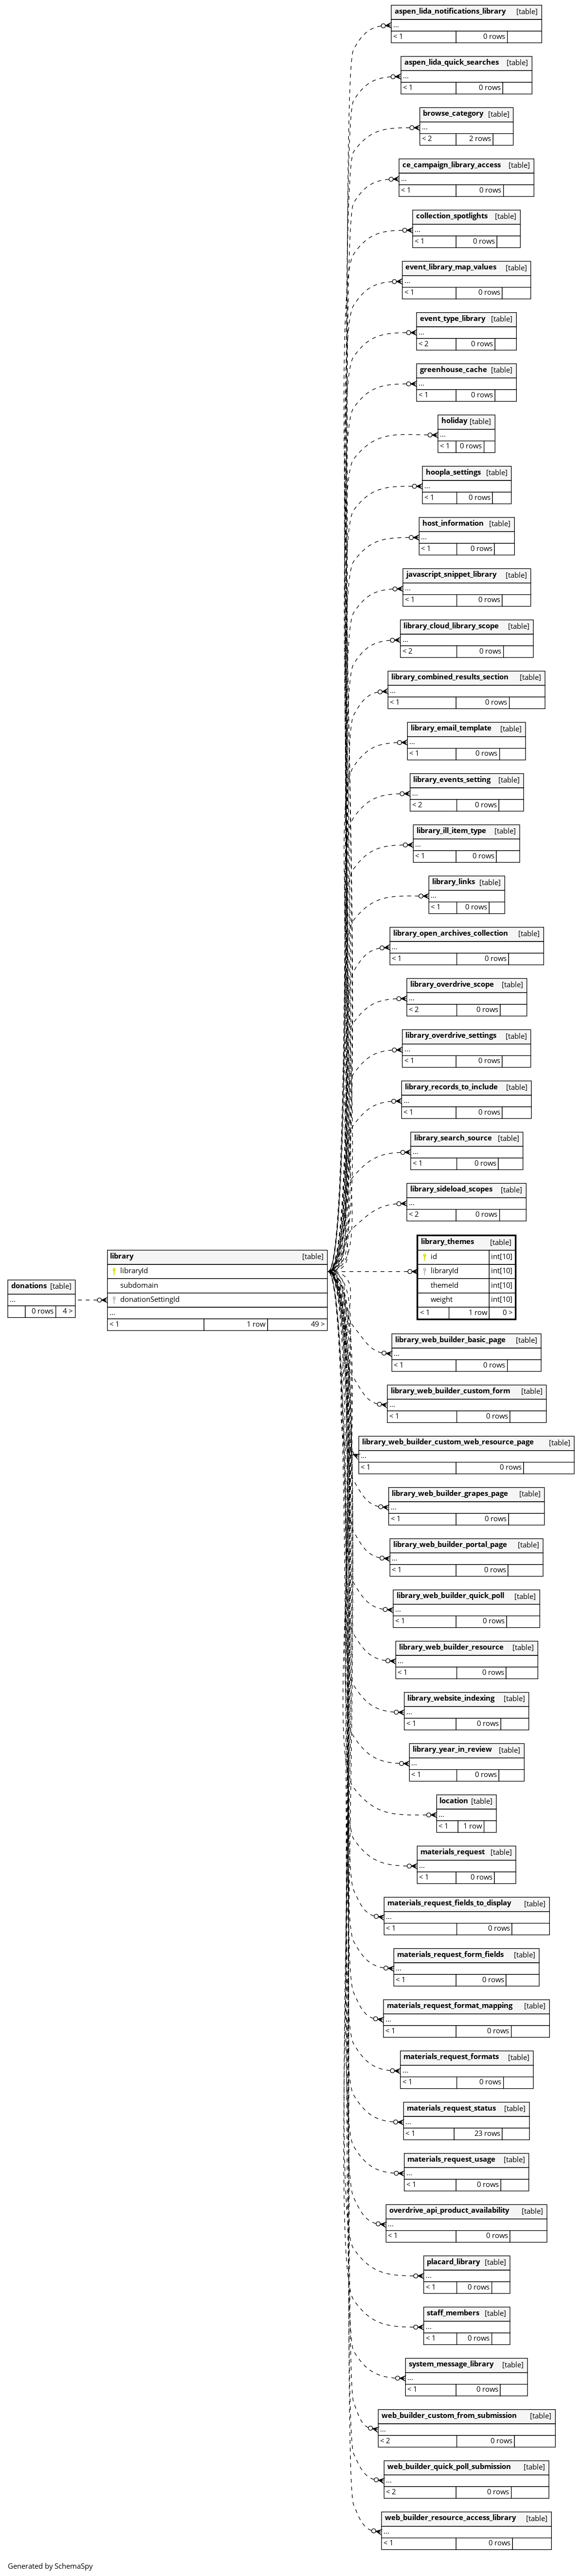 aspen_lida_notifications_library [table]
...
< 1 0 rows
aspen_lida_quick_searches [table]
...
< 1 0 rows
browse_category [table]
...
< 2 2 rows
ce_campaign_library_access [table]
...
< 1 0 rows
collection_spotlights [table]
...
< 1 0 rows
event_library_map_values [table]
...
< 1 0 rows
event_type_library [table]
...
< 2 0 rows
greenhouse_cache [table]
...
< 1 0 rows
holiday [table]
...
< 1 0 rows
hoopla_settings [table]
...
< 1 0 rows
host_information [table]
...
< 1 0 rows
javascript_snippet_library [table]
...
< 1 0 rows
library_cloud_library_scope [table]
...
< 2 0 rows
library_combined_results_section [table]
...
< 1 0 rows
library_email_template [table]
...
< 1 0 rows
library_events_setting [table]
...
< 2 0 rows
library_ill_item_type [table]
...
< 1 0 rows
library_links [table]
...
< 1 0 rows
library_open_archives_collection [table]
...
< 1 0 rows
library_overdrive_scope [table]
...
< 2 0 rows
library_overdrive_settings [table]
...
< 1 0 rows
library_records_to_include [table]
...
< 1 0 rows
library_search_source [table]
...
< 1 0 rows
library_sideload_scopes [table]
...
< 2 0 rows
donations [table]
...
0 rows 4 >
library [table]
libraryId
subdomain
donationSettingId
...
< 1 1 row 49 >
library_themes [table]
id int[10]
libraryId int[10]
themeId int[10]
weight int[10]
< 1 1 row 0 >
library_web_builder_basic_page [table]
...
< 1 0 rows
library_web_builder_custom_form [table]
...
< 1 0 rows
library_web_builder_custom_web_resource_page [table]
...
< 1 0 rows
library_web_builder_grapes_page [table]
...
< 1 0 rows
library_web_builder_portal_page [table]
...
< 1 0 rows
library_web_builder_quick_poll [table]
...
< 1 0 rows
library_web_builder_resource [table]
...
< 1 0 rows
library_website_indexing [table]
...
< 1 0 rows
library_year_in_review [table]
...
< 1 0 rows
location [table]
...
< 1 1 row
materials_request [table]
...
< 1 0 rows
materials_request_fields_to_display [table]
...
< 1 0 rows
materials_request_form_fields [table]
...
< 1 0 rows
materials_request_format_mapping [table]
...
< 1 0 rows
materials_request_formats [table]
...
< 1 0 rows
materials_request_status [table]
...
< 1 23 rows
materials_request_usage [table]
...
< 1 0 rows
overdrive_api_product_availability [table]
...
< 1 0 rows
placard_library [table]
...
< 1 0 rows
staff_members [table]
...
< 1 0 rows
system_message_library [table]
...
< 1 0 rows
web_builder_custom_from_submission [table]
...
< 2 0 rows
web_builder_quick_poll_submission [table]
...
< 2 0 rows
web_builder_resource_access_library [table]
...
< 1 0 rows
Generated by SchemaSpy